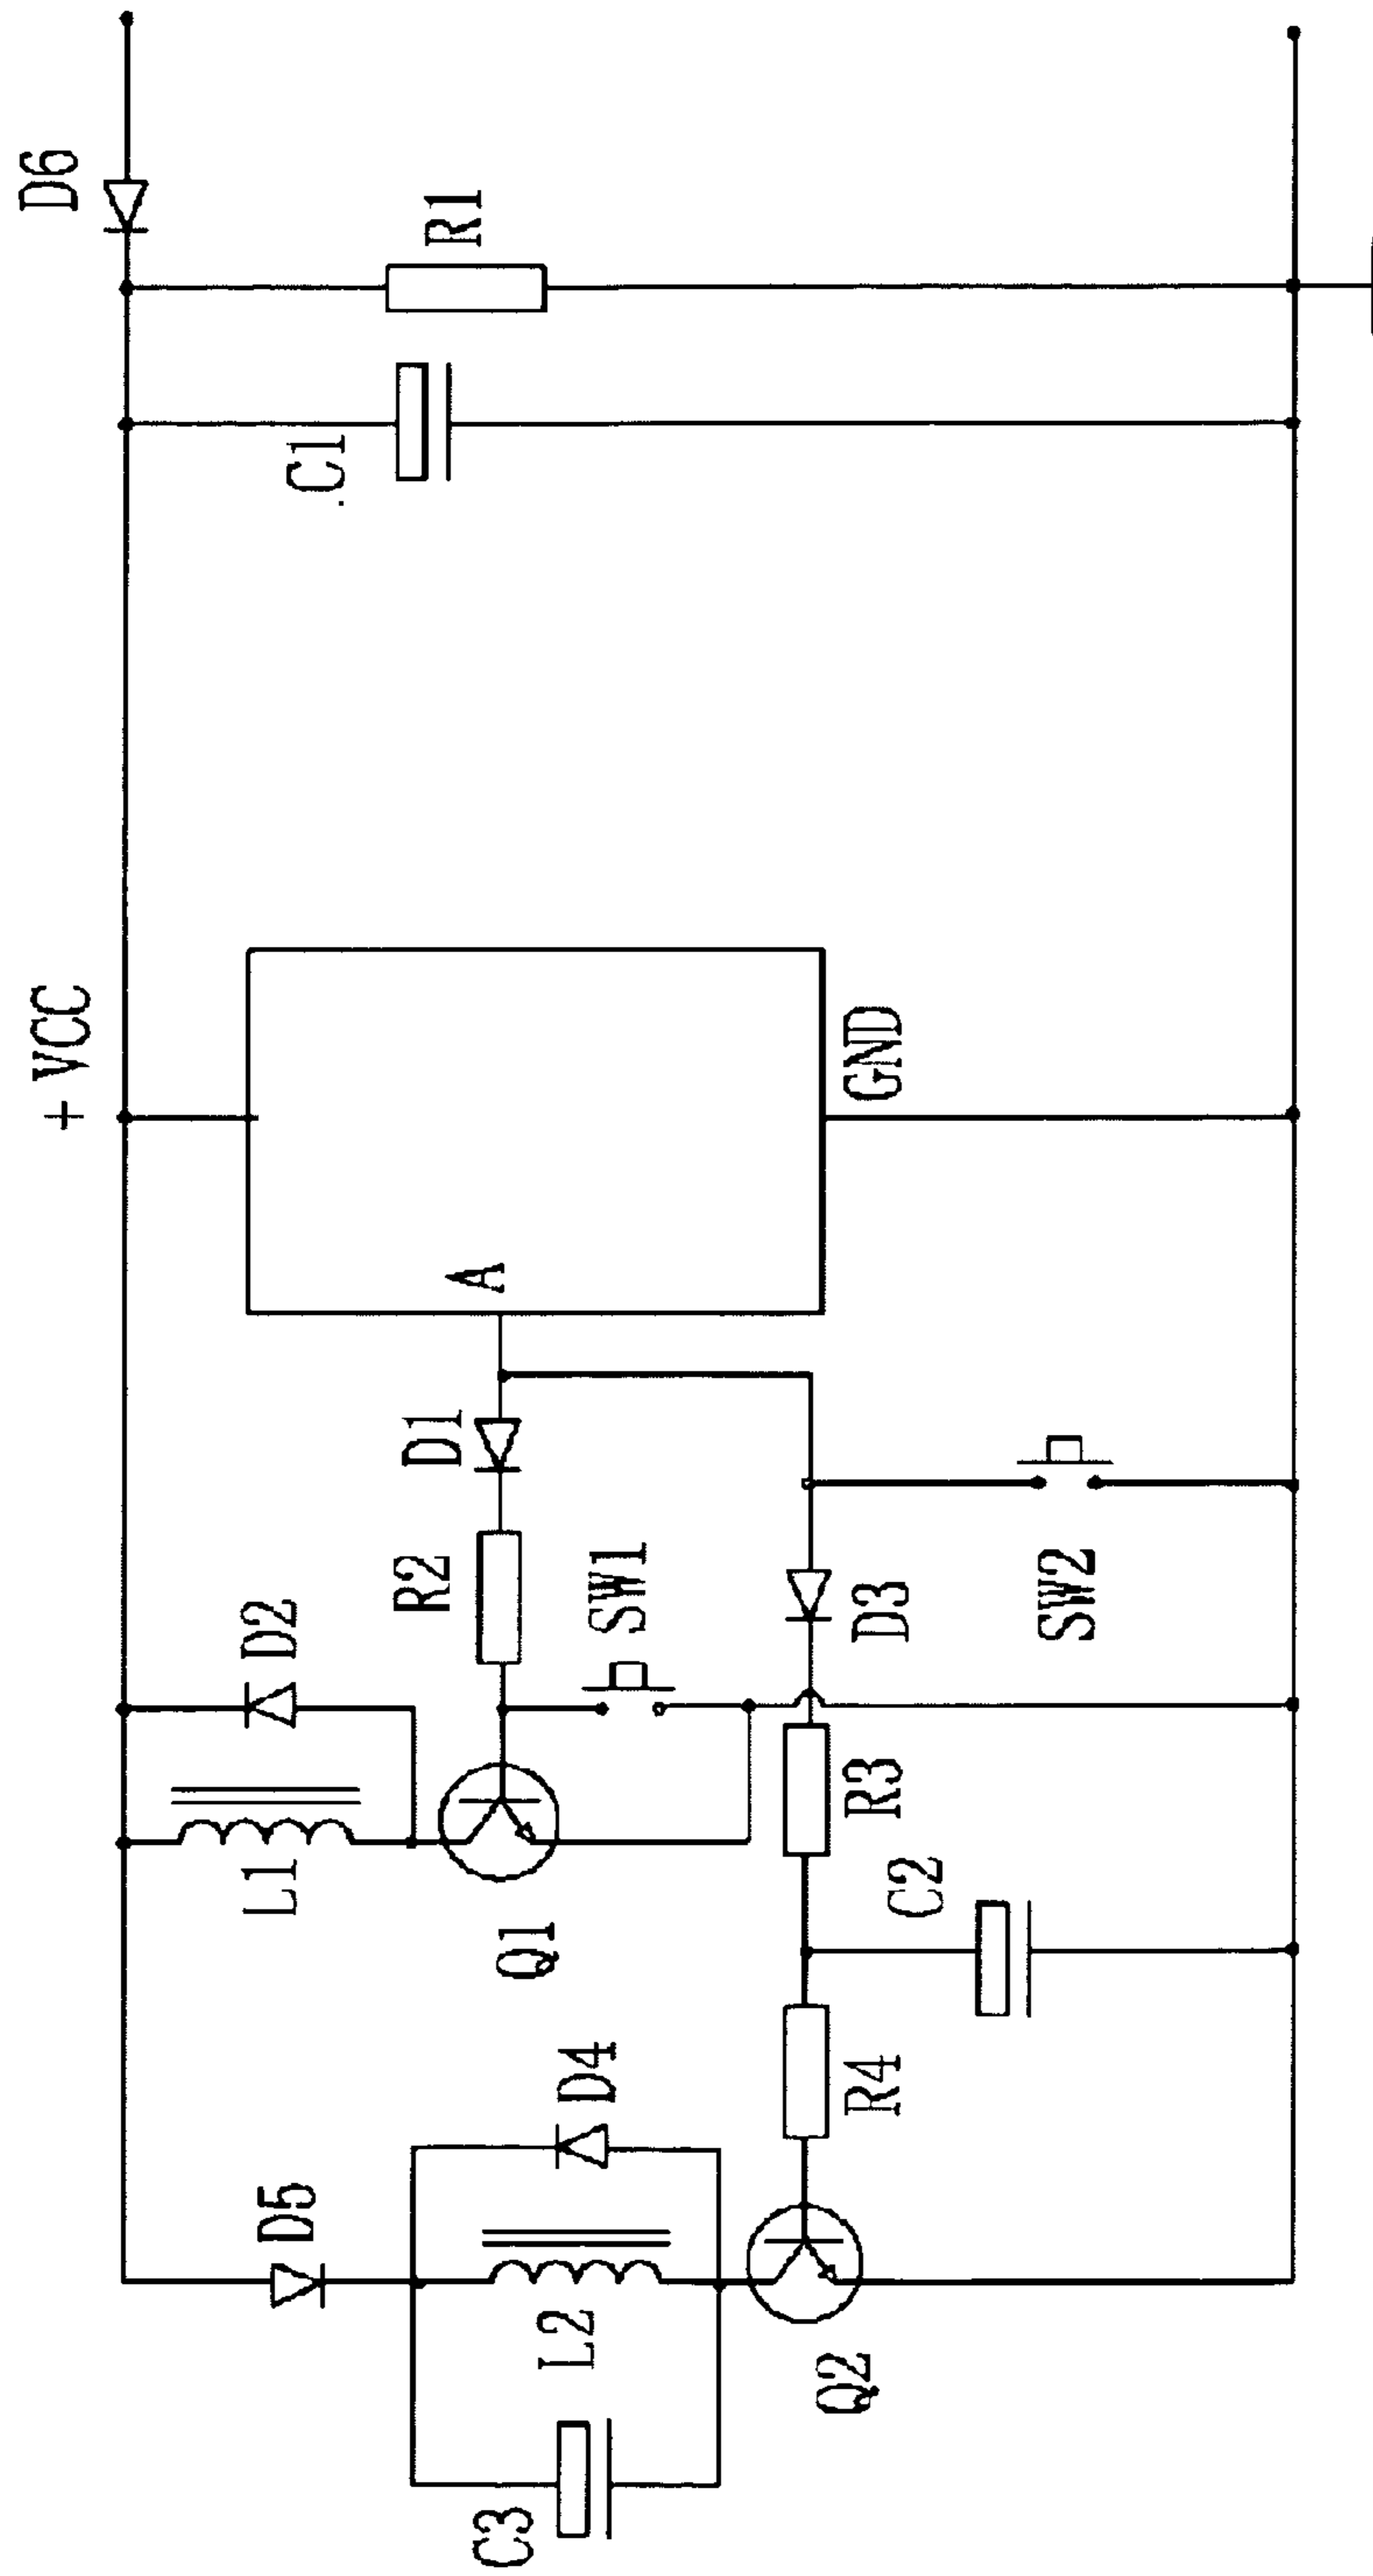 D6
R1
.C1
+ VCC
GND
A
D1
R2
SW1
D2
L1
Q1
D3
SW2
R3
C2
R4
D4
D5
L2
Q2
C3